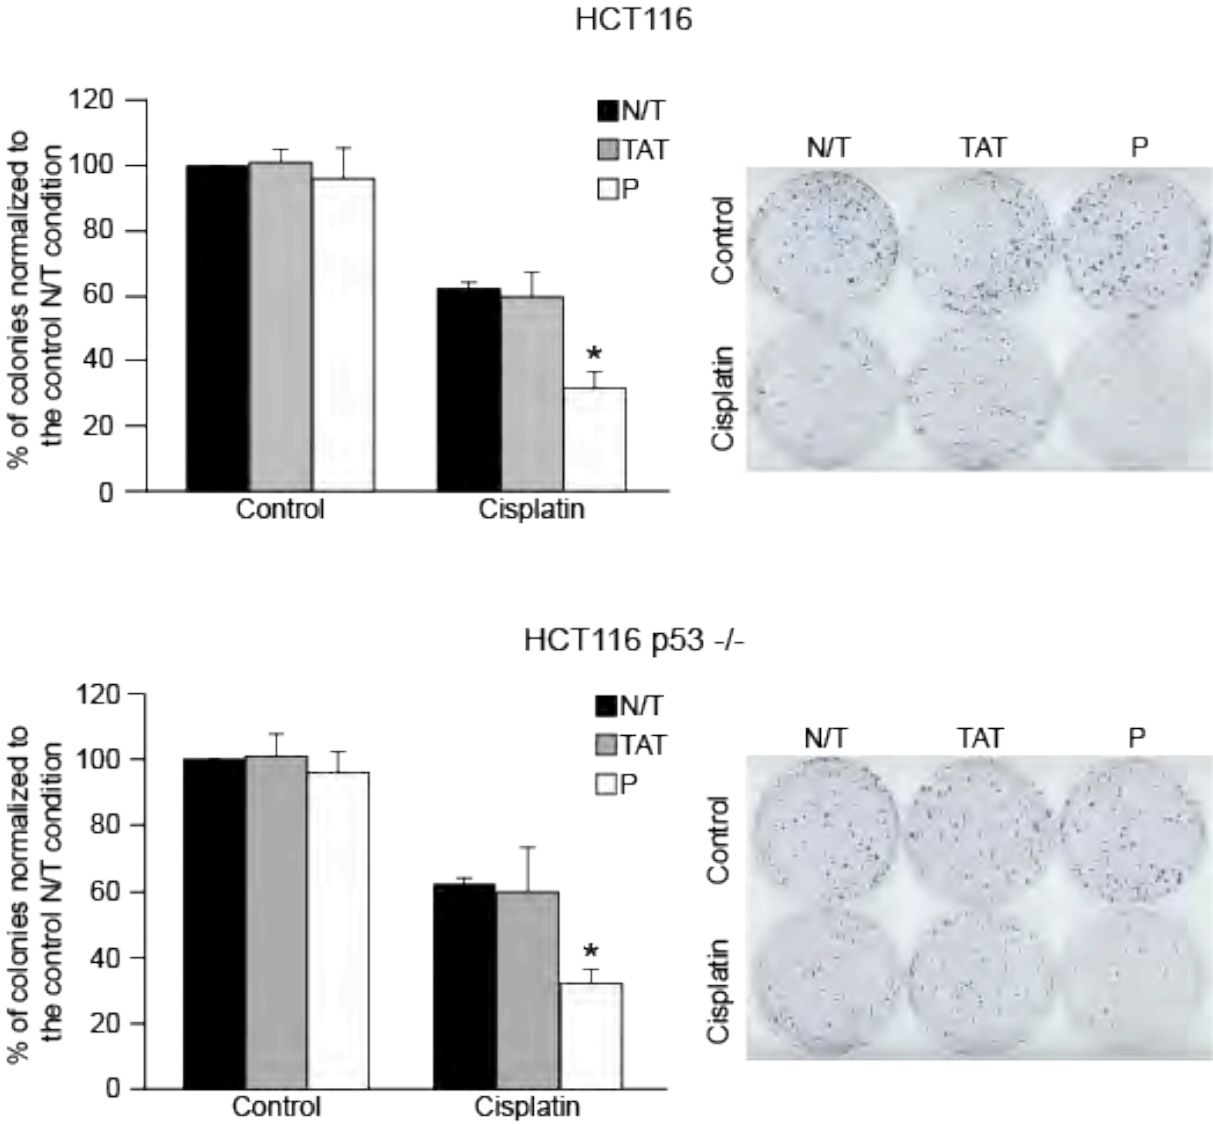 HCT116
120
100
80
60
40
20
0
% of colonies normalized to
the control N/T condition
N/T
TAT
P
*
Control
Cisplatin
N/T TAT P
Control
Cisplatin
HCT116 p53 -/-
120
100
80
60
40
20
0
% of colonies normalized to
the control N/T condition
N/T
TAT
P
*
Control
Cisplatin
N/T TAT P
Control
Cisplatin